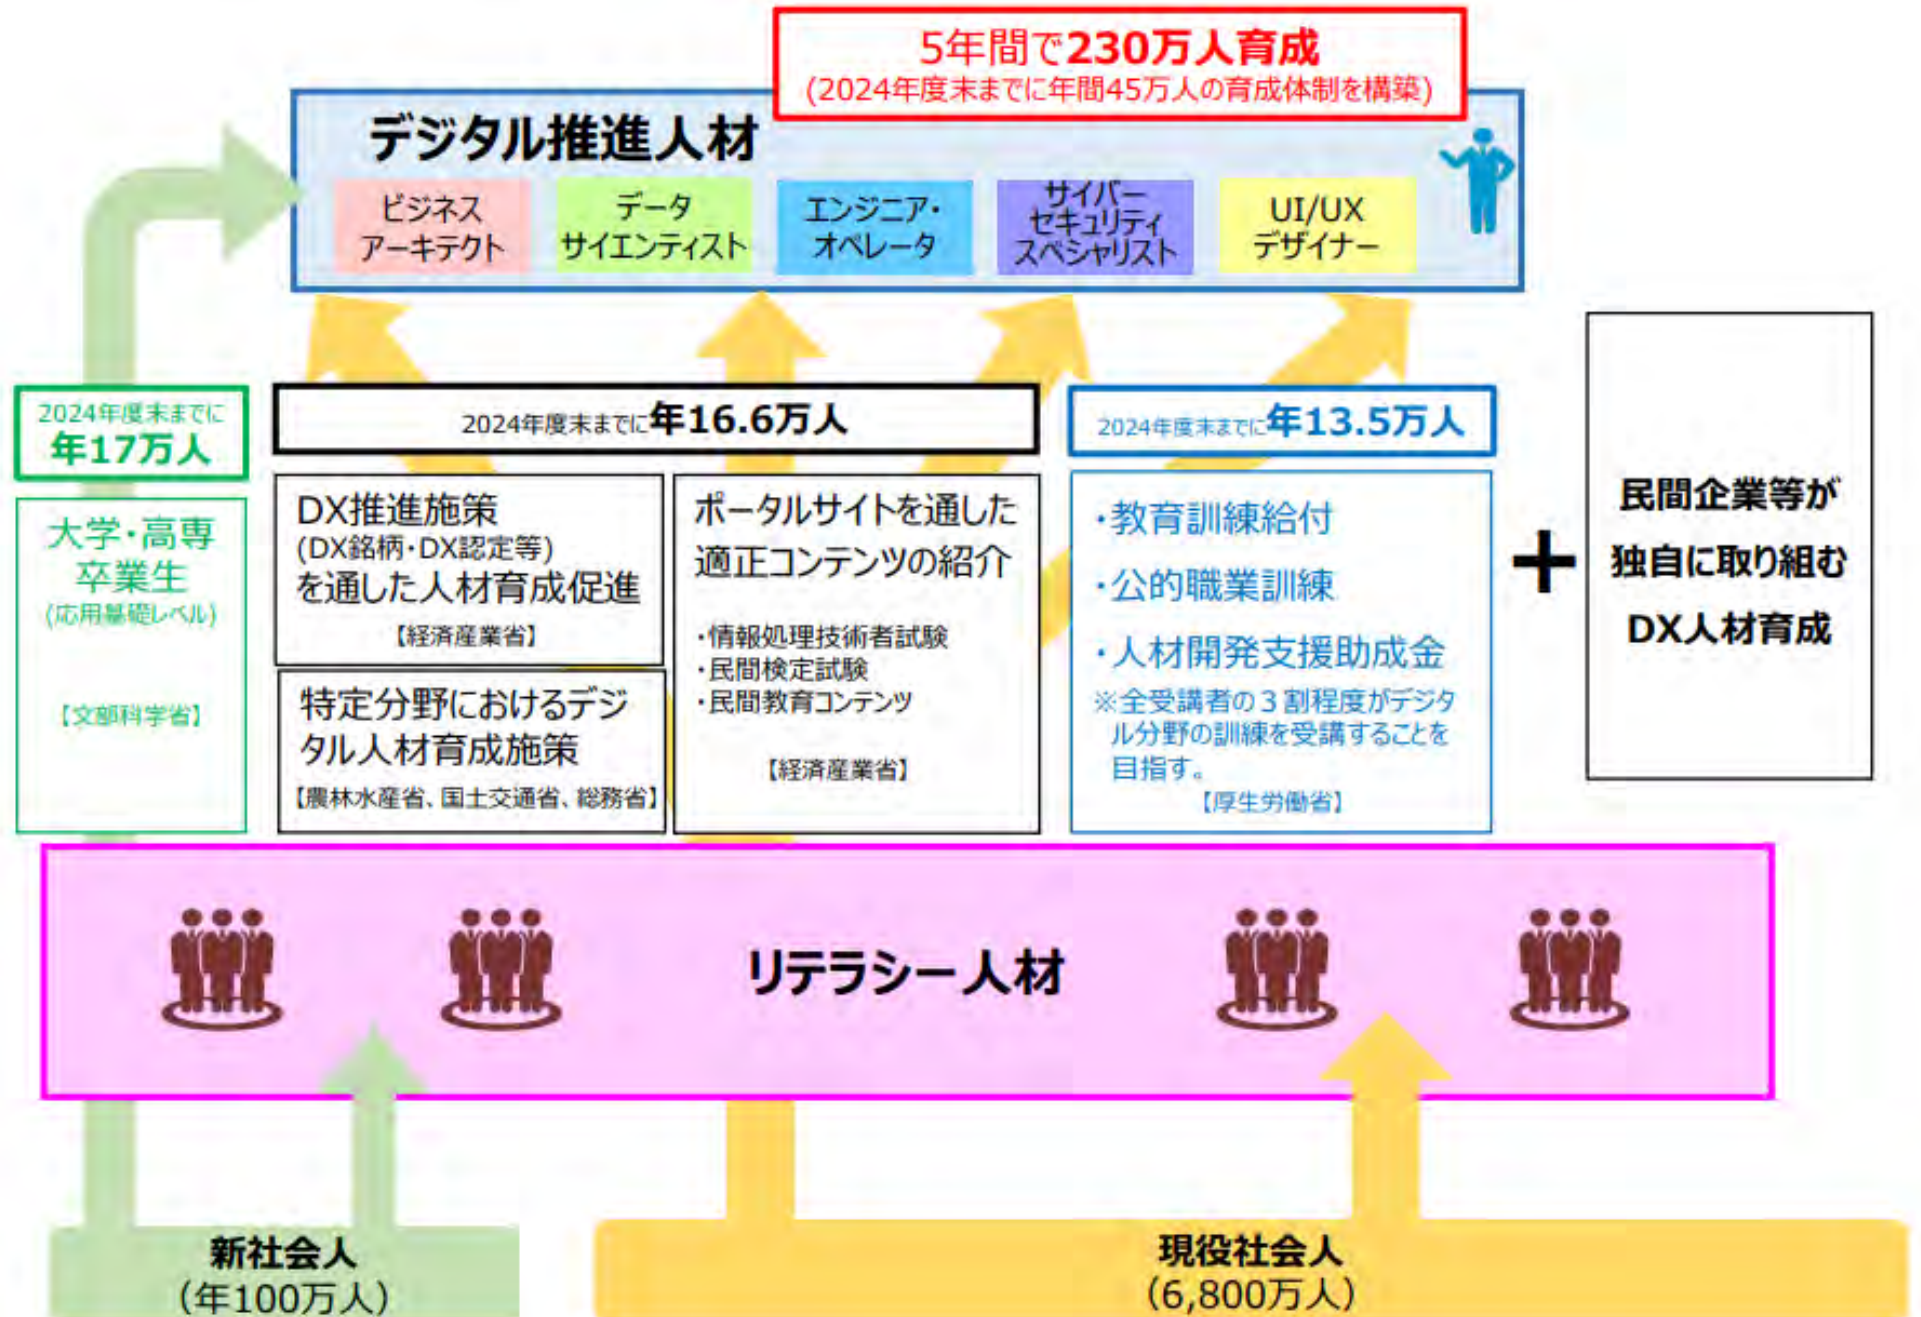 5年間で230万人育成
(2024年度末までに年間45万人の育成体制を構築)
デジタル推進人材
ビジネス
アーキテクト
データ
サイエンティスト
エンジニア・
オペレータ
サイバー
セキュリティ
スペシャリスト
UI/UX
デザイナー
2024年度末までに
年17万人
大学・高専
卒業生
(応用基礎レベル)
【文部科学省】
2024年度末までに年16.6万人
DX推進施策
(DX銘柄・DX認定等)
を通した人材育成促進
【経済産業省】
特定分野におけるデジ
タル人材育成施策
【農林水産省、国土交通省、総務省】
ポータルサイトを通した
適正コンテンツの紹介
・情報処理技術者試験
・民間検定試験
・民間教育コンテンツ
【経済産業省】
2024年度末までに年13.5万人
・教育訓練給付
・公的職業訓練
・人材開発支援助成金
※全受講者の3割程度がデジタ
ル分野の訓練を受講することを
目指す。
【厚生労働省】
+
民間企業等が
独自に取り組む
DX人材育成
リテラシー人材
新社会人
(年100万人)
現役社会人
(6,800万人)